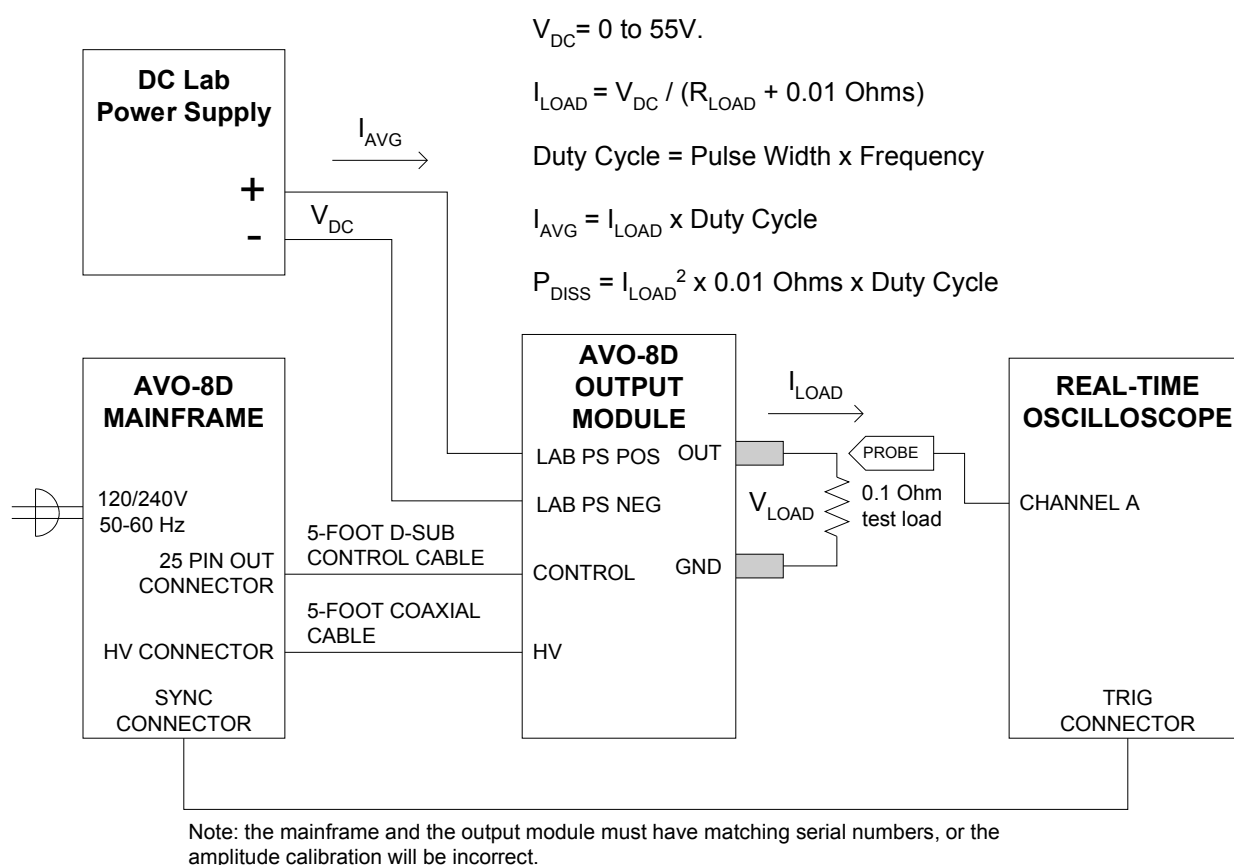 V_DC= 0 to 55V.
I_LOAD = V_DC / (R_LOAD + 0.01 Ohms)
Duty Cycle = Pulse Width x Frequency
I_AVG = I_LOAD x Duty Cycle
P_DISS = I_LOAD² x 0.01 Ohms x Duty Cycle
DC Lab
Power Supply
+
-
I_AVG
V_DC
AVO-8D
MAINFRAME
120/240V
50-60 Hz
25 PIN OUT
CONNECTOR
HV CONNECTOR
SYNC
CONNECTOR
5-FOOT D-SUB
CONTROL CABLE
5-FOOT COAXIAL
CABLE
AVO-8D
OUTPUT
MODULE
LAB PS POS
LAB PS NEG
CONTROL
HV
OUT
GND
I_LOAD
V_LOAD
PROBE
0.1 Ohm
test load
REAL-TIME
OSCILLOSCOPE
CHANNEL A
TRIG
CONNECTOR
Note: the mainframe and the output module must have matching serial numbers, or the
amplitude calibration will be incorrect.